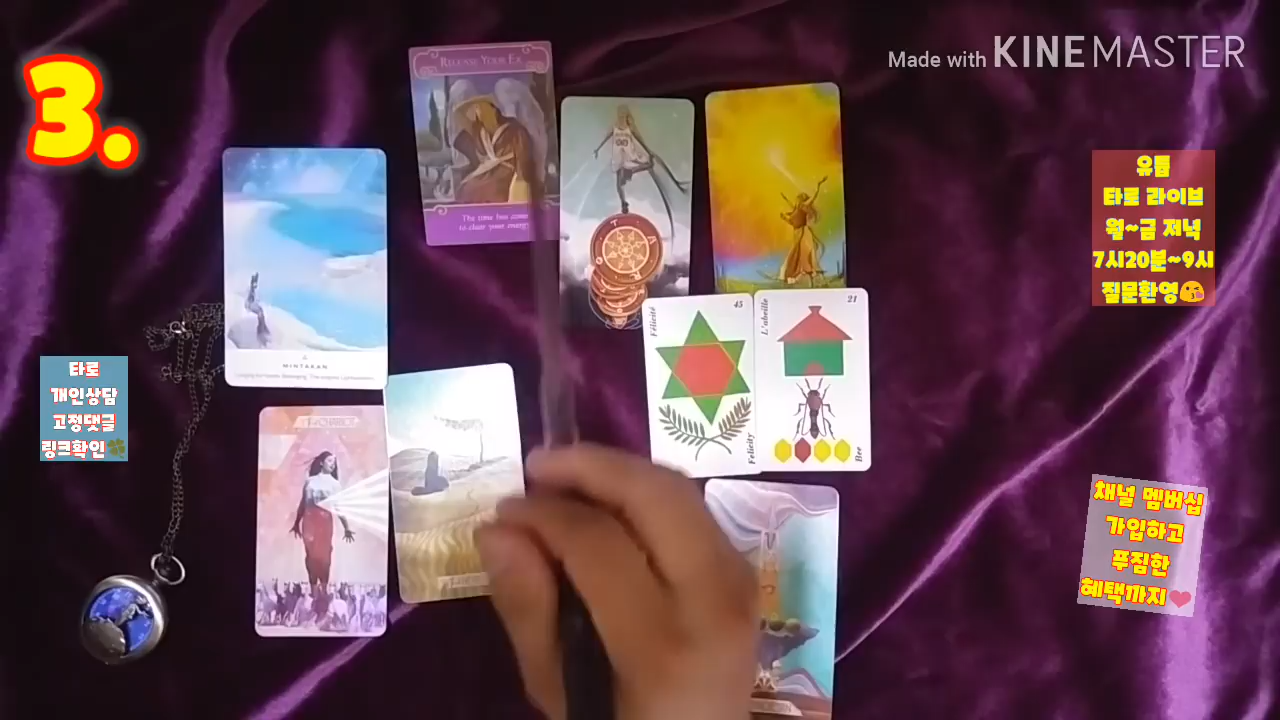 3.
Made with KINEMASTER
RELEASE YOUR EX
The time has come
to clear your energy
유튭
타로 라이브
월~금 저녁
7시20분~9시
질문환영😘
45
Félicité
Felicity
21
L'abeille
Bee
MINTAKAN
타로
개인상담
고정댓글
링크확인🍀
채널 멤버십
가입하고
푸짐한
혜택까지❤